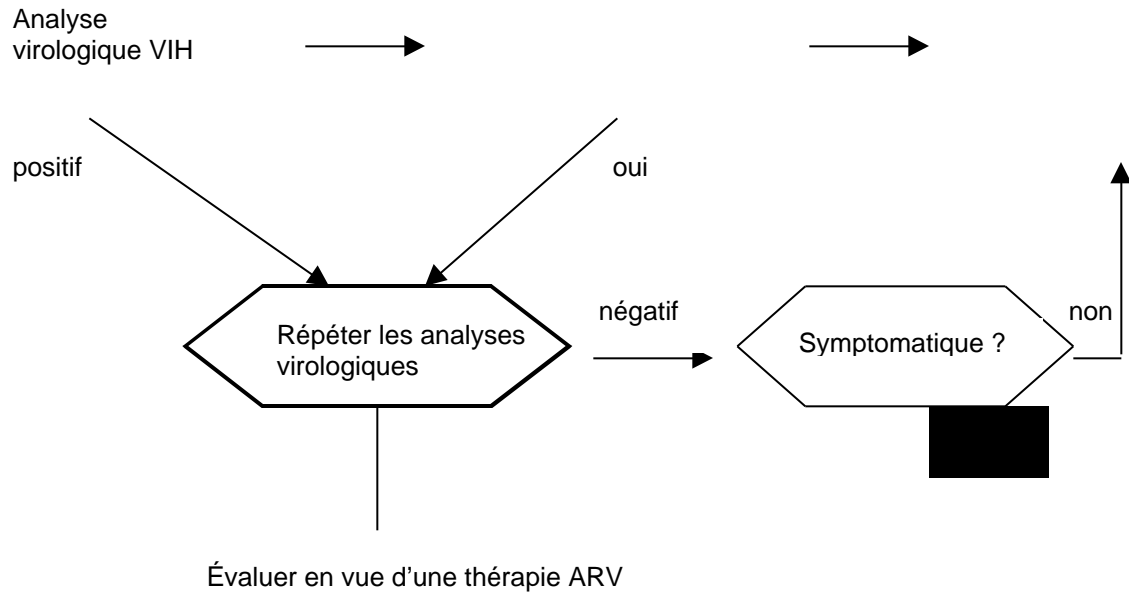 Analyse
virologique VIH
positif
oui
Répéter les analyses
virologiques
négatif
Symptomatique ?
non
Évaluer en vue d’une thérapie ARV